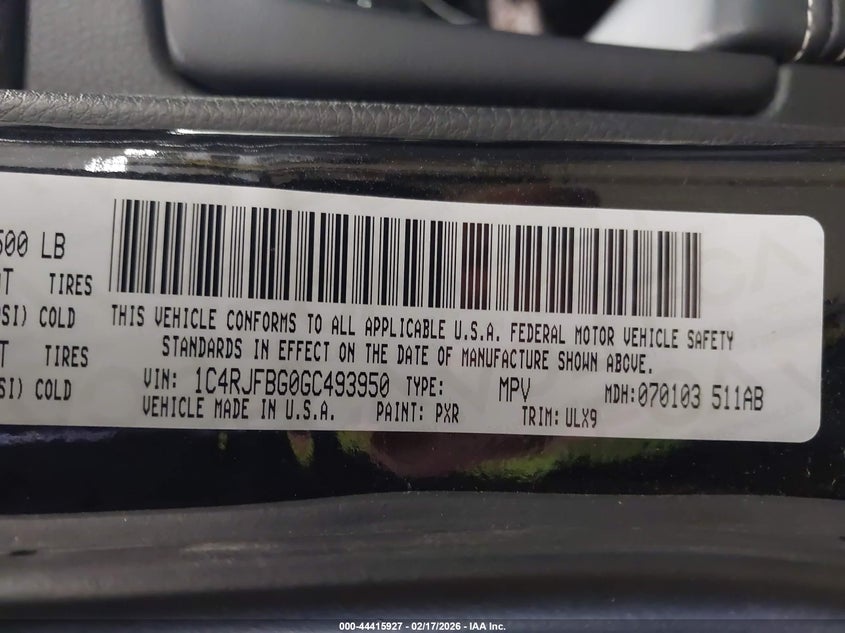 500 LB
TIRES
SI) COLD
TIRES
SI) COLD
THIS VEHICLE CONFORMS TO ALL APPLICABLE U.S.A. FEDERAL MOTOR VEHICLE SAFETY
STANDARDS IN EFFECT ON THE DATE OF MANUFACTURE SHOWN ABOVE.
VIN: 1C4RJFBG0GC493950 TYPE: MPV MDH:070103 511AB
VEHICLE MADE IN U.S.A. PAINT: PXR TRIM: ULX9
000-44415927 - 02/17/2026 - IAA Inc.